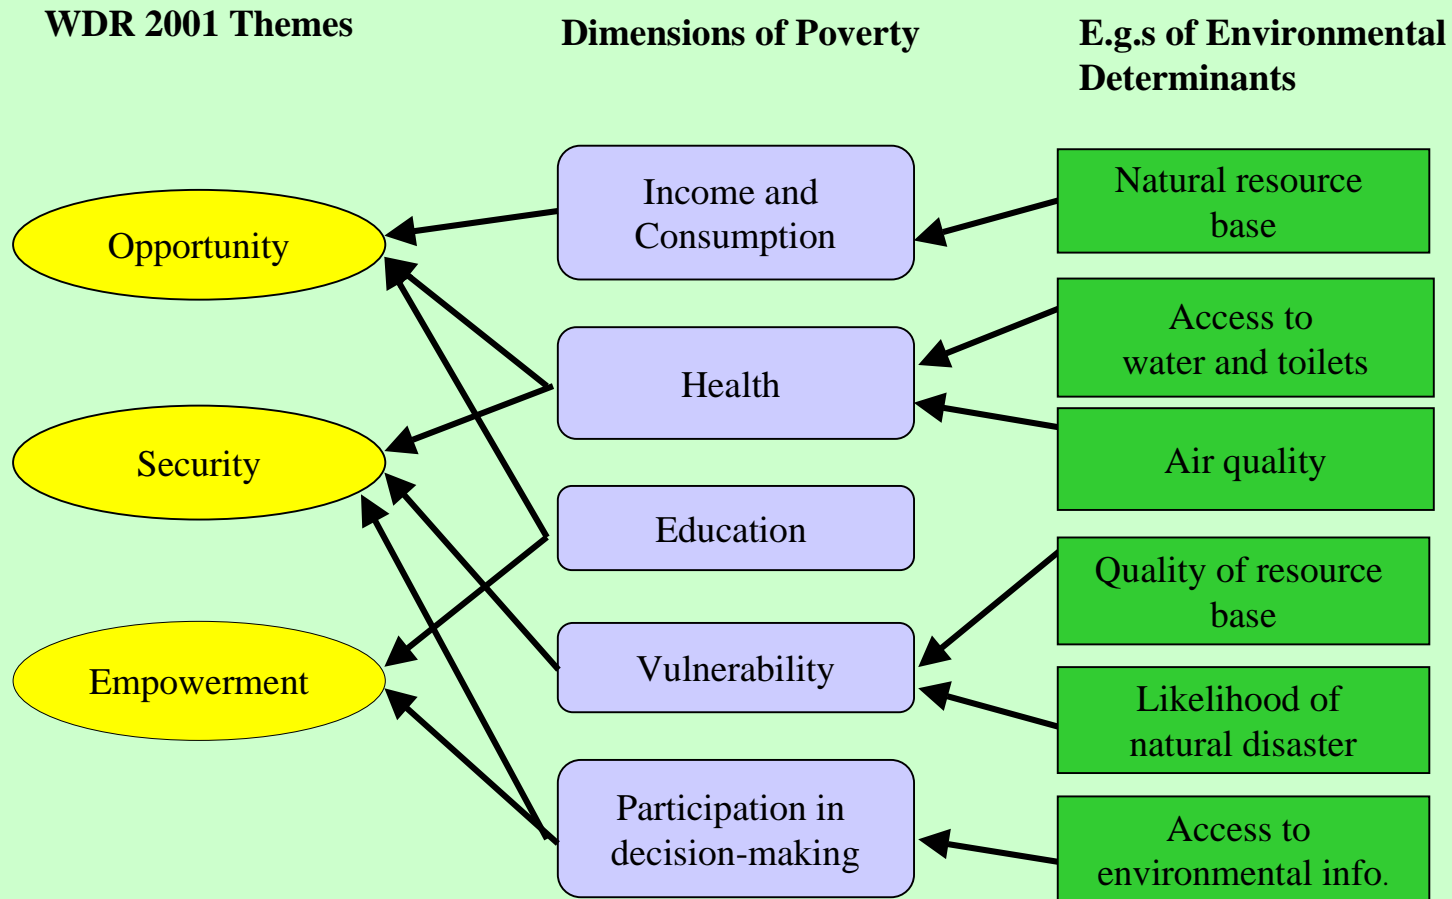 WDR 2001 Themes
Dimensions of Poverty
E.g.s of Environmental
Determinants
Opportunity
Security
Empowerment
Income and
Consumption
Health
Education
Vulnerability
Participation in
decision-making
Natural resource
base
Access to
water and toilets
Air quality
Quality of resource
base
Likelihood of
natural disaster
Access to
environmental info.